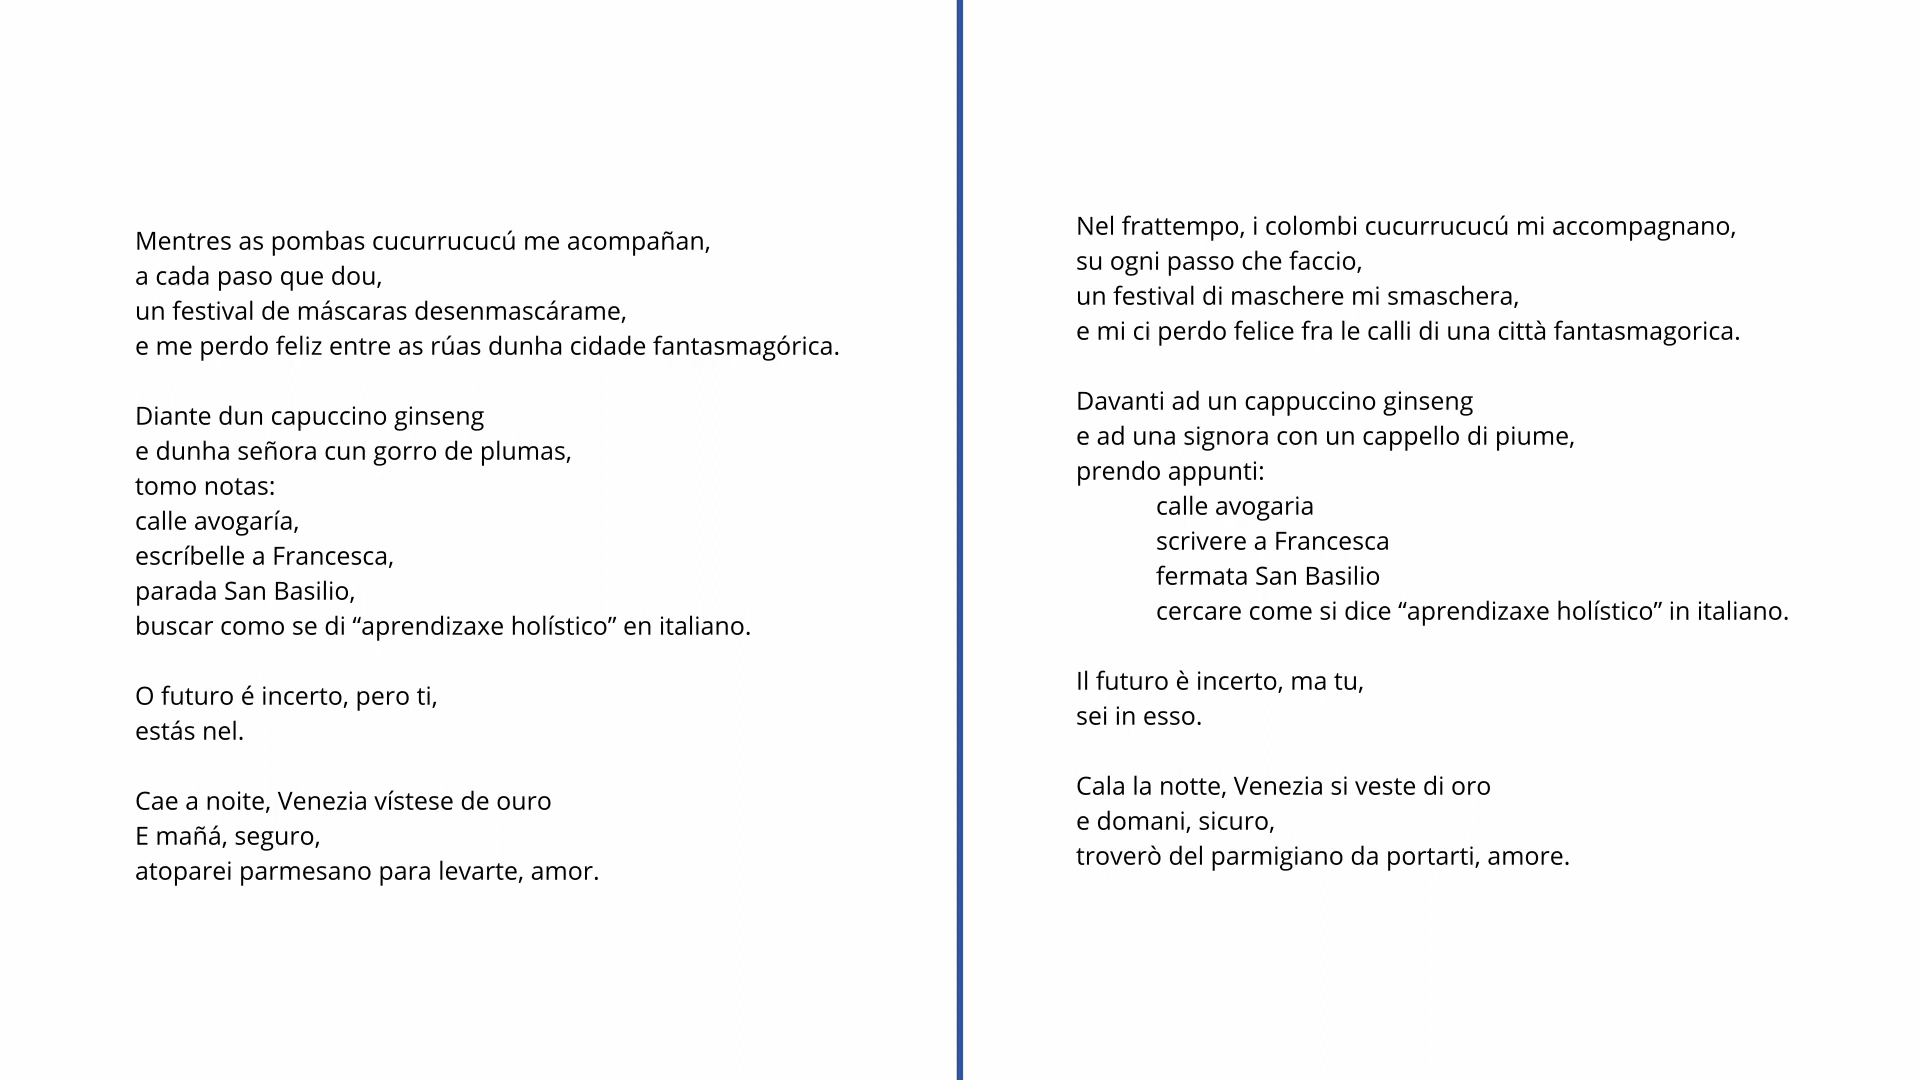 Mentres as pombas cucurrucucú me acompañan,
a cada paso que dou,
un festival de máscaras desenmascárame,
e me perdo feliz entre as rúas dunha cidade fantasmagórica.
Diante dun capuccino ginseng
e dunha señora cun gorro de plumas,
tomo notas:
calle avogaría,
escríbelle a Francesca,
parada San Basilio,
buscar como se di “aprendizaxe holístico” en italiano.
O futuro é incerto, pero ti,
estás nel.
Cae a noite, Venezia vístese de ouro
E mañá, seguro,
atoparei parmesano para levarte, amor.
Nel frattempo, i colombi cucurrucucú mi accompagnano,
su ogni passo che faccio,
un festival di maschere mi smaschera,
e mi ci perdo felice fra le calli di una città fantasmagorica.
Davanti ad un cappuccino ginseng
e ad una signora con un cappello di piume,
prendo appunti:
calle avogaria
scrivere a Francesca
fermata San Basilio
cercare come si dice “aprendizaxe holístico” in italiano.
Il futuro è incerto, ma tu,
sei in esso.
Cala la notte, Venezia si veste di oro
e domani, sicuro,
troverò del parmigiano da portarti, amore.